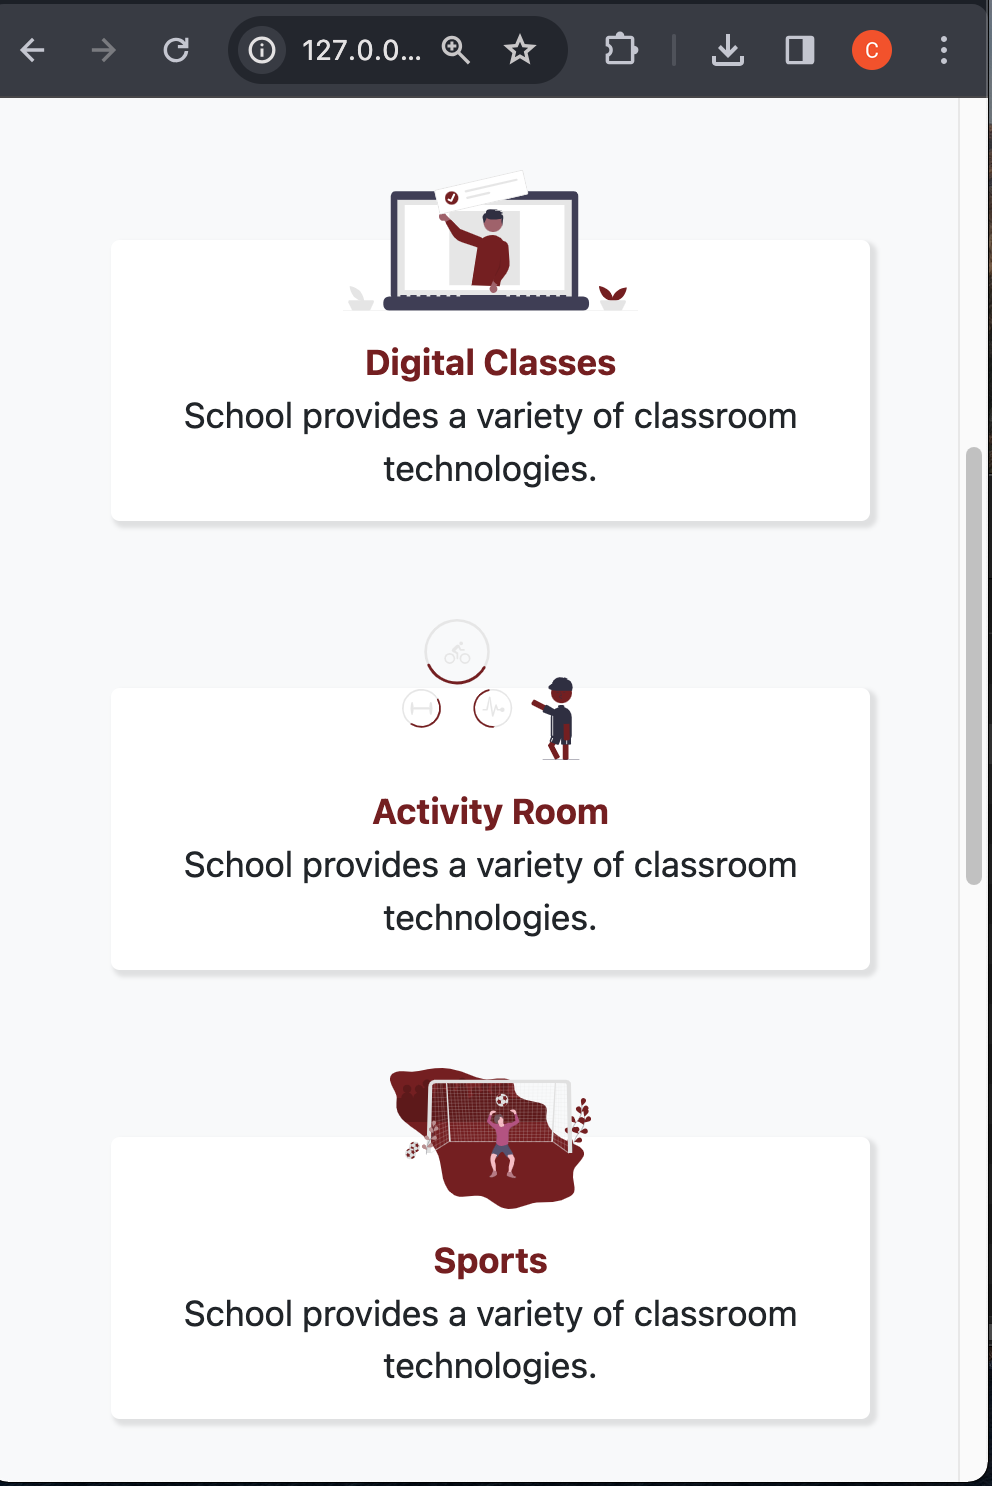 127.0.0...
C
Digital Classes
School provides a variety of classroom
technologies.
Activity Room
School provides a variety of classroom
technologies.
Sports
School provides a variety of classroom
technologies.